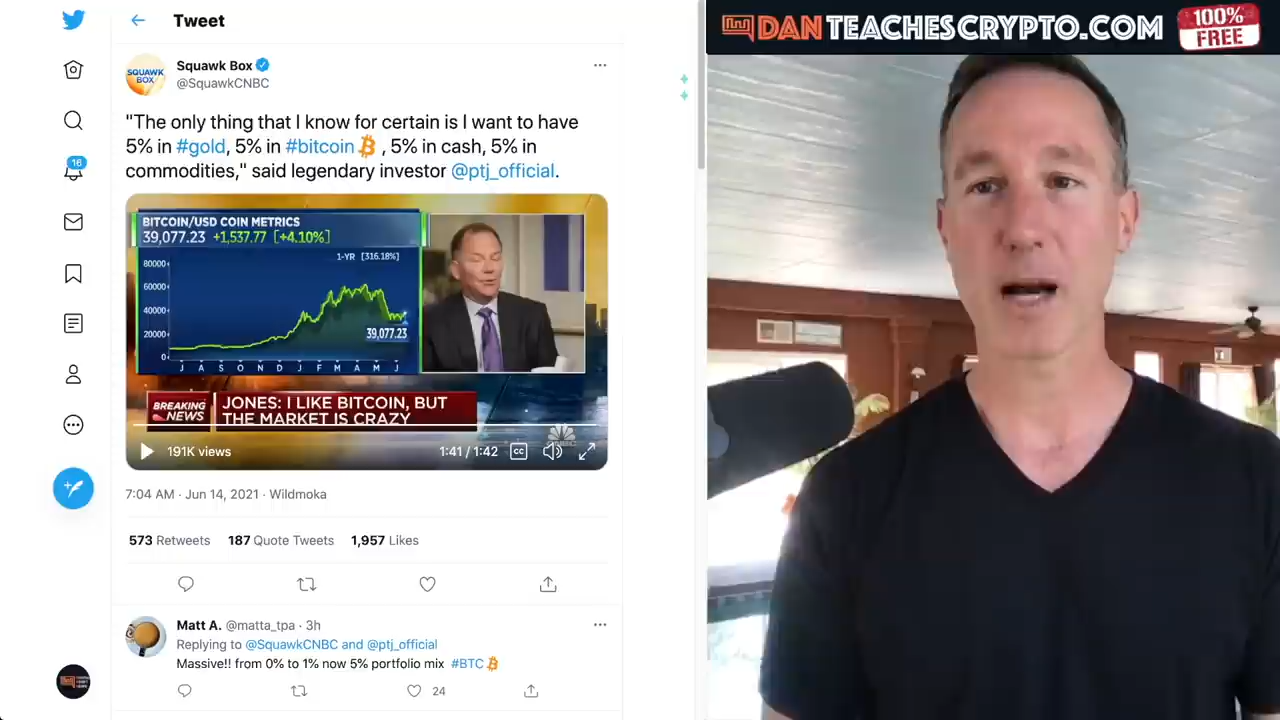 Tweet
DANTEACHESCRYPTO.COM
100%
FREE
SQUAWK
BOX
Squawk Box
@SquawkCNBC
"The only thing that I know for certain is I want to have
5% in #gold, 5% in #bitcoin , 5% in cash, 5% in
commodities," said legendary investor @ptj_official.
BITCOIN/USD COIN METRICS
39,077.23 +1,537.77 [+4.10%]
1-YR [316.18%]
80000
60000
40000
20000
0
39,077.23
J A S O N D J F M A M J
BREAKING
NEWS
JONES: I LIKE BITCOIN, BUT
THE MARKET IS CRAZY
191K views
1:41 / 1:42
CC
7:04 AM · Jun 14, 2021 · Wildmoka
573 Retweets 187 Quote Tweets 1,957 Likes
Matt A. @matta_tpa · 3h
Replying to @SquawkCNBC and @ptj_official
Massive!! from 0% to 1% now 5% portfolio mix #BTC
24
16